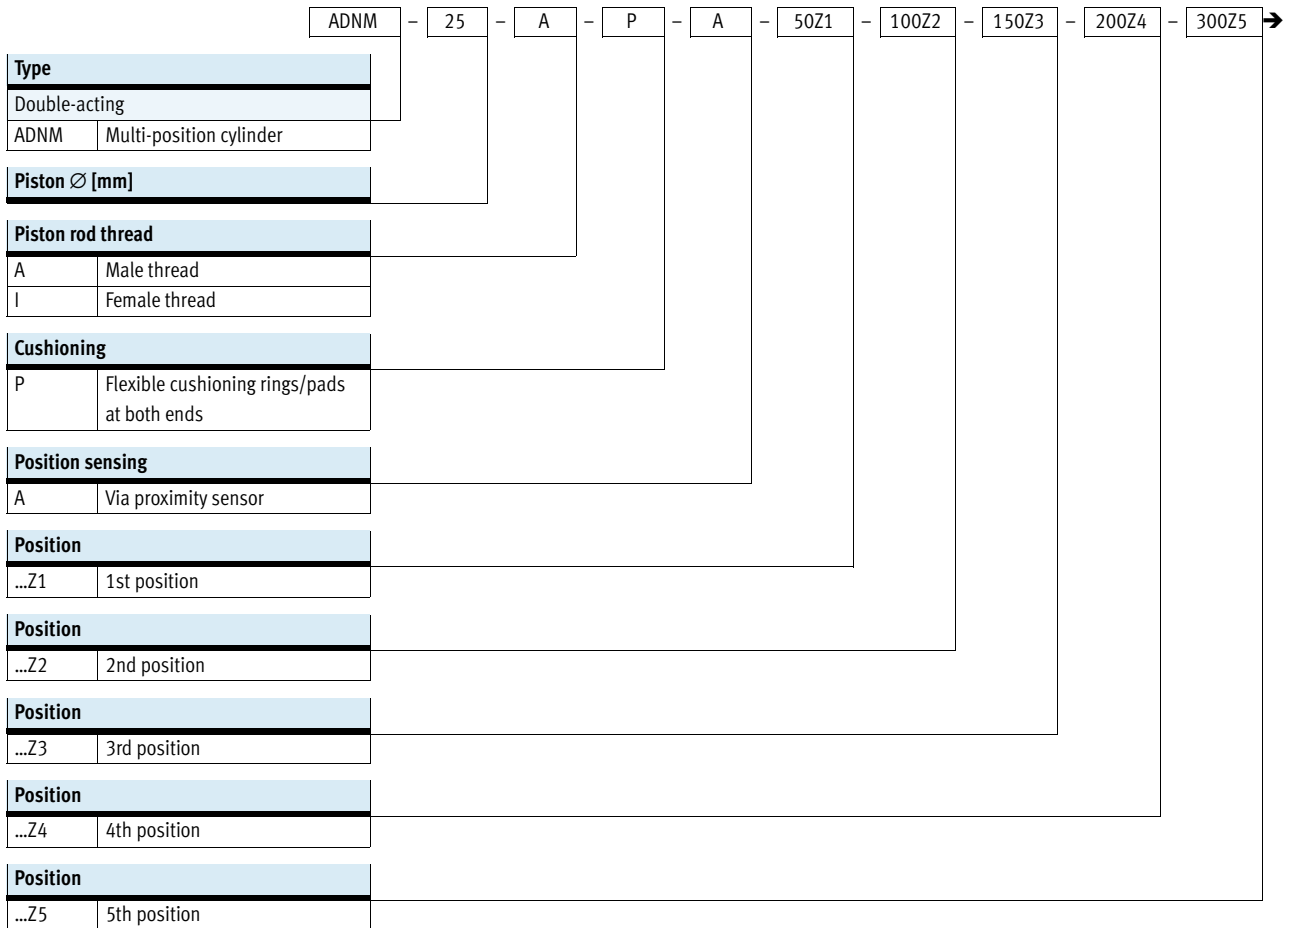 ADNM – 25 – A – P – A – 50Z1 – 100Z2 – 150Z3 – 200Z4 – 300Z5 ➔
Type
Double-acting
ADNM Multi-position cylinder
Piston ∅ [mm]
Piston rod thread
A Male thread
I Female thread
Cushioning
P Flexible cushioning rings/pads
at both ends
Position sensing
A Via proximity sensor
Position
...Z1 1st position
Position
...Z2 2nd position
Position
...Z3 3rd position
Position
...Z4 4th position
Position
...Z5 5th position